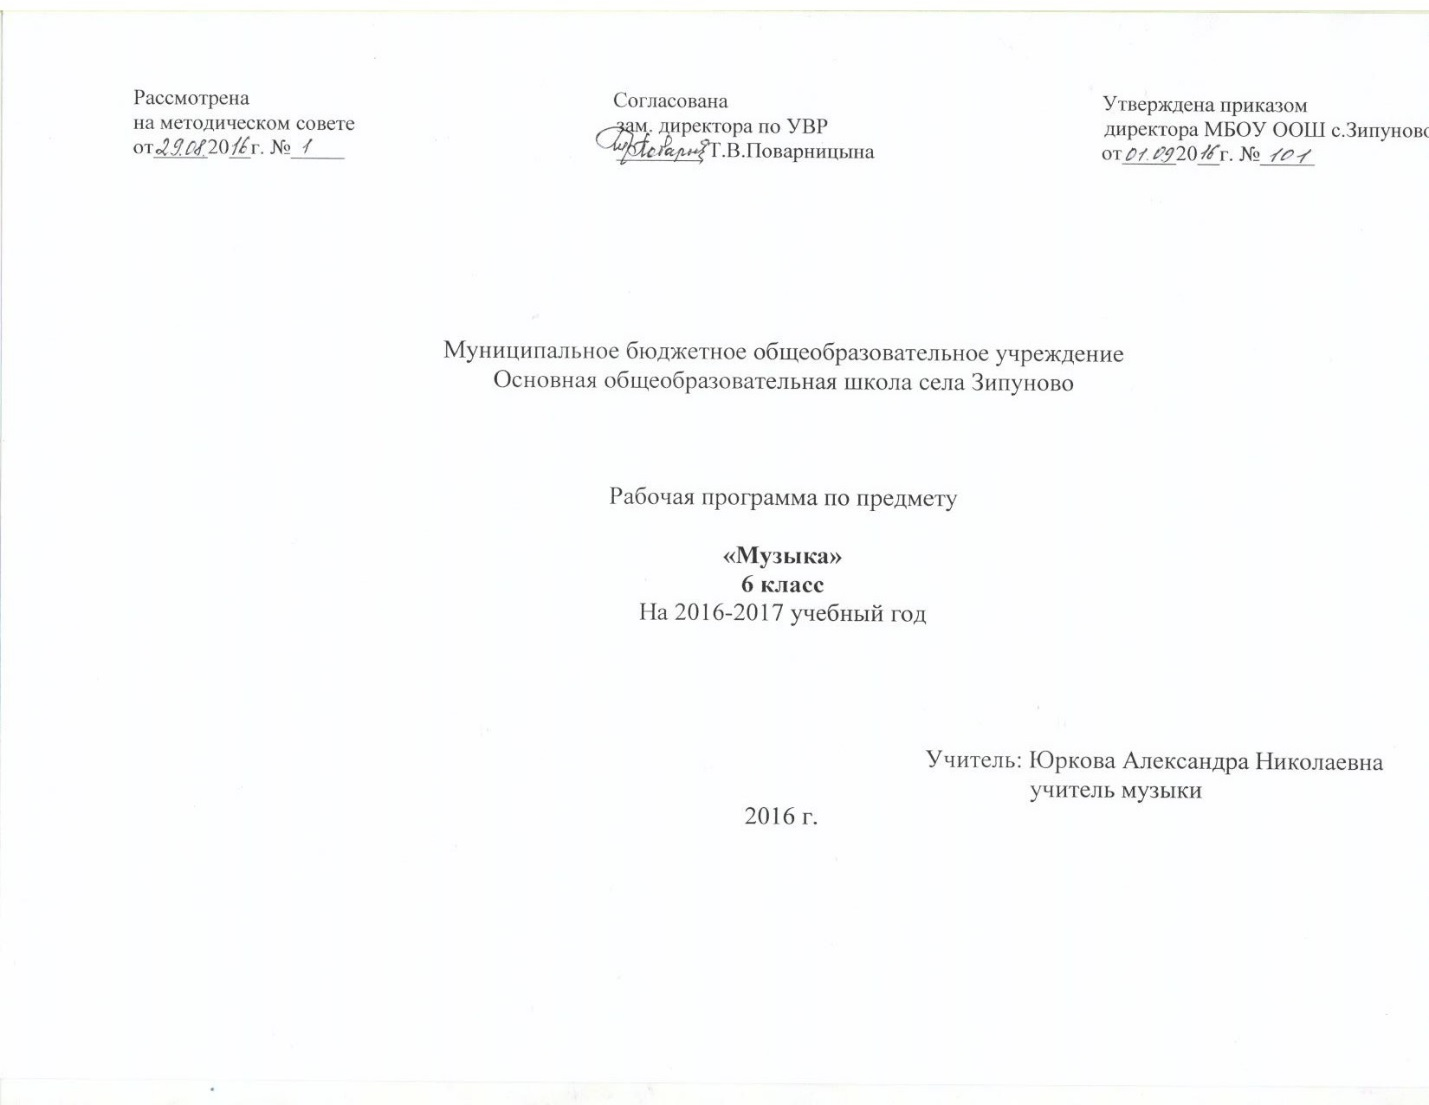 Рассмотрена
на методическом совете
от 29.08.2016г. № 1
Согласована
зам. директора по УВР
Т.В.Поварницына
Утверждена приказом
директора МБОУ ООШ с.Зипуново
от 01.09 2016г. № 101
Муниципальное бюджетное общеобразовательное учреждение
Основная общеобразовательная школа села Зипуново
Рабочая программа по предмету
«Музыка»
6 класс
На 2016-2017 учебный год
Учитель: Юркова Александра Николаевна
учитель музыки
2016 г.